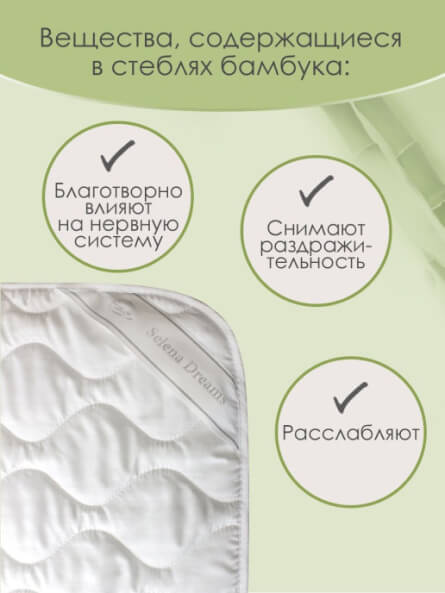 Вещества, содержащиеся
в стеблях бамбука:
Благотворно
влияют
на нервную
систему
Снимают
раздражи-
тельность
Selena Dreams
Расслабляют